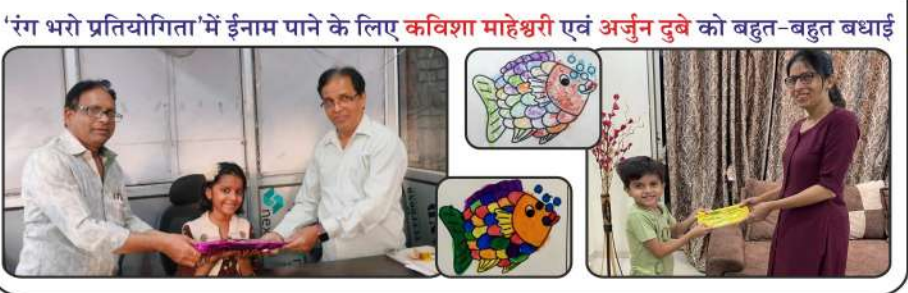 ‘रंग भरो प्रतियोगिता’में ईनाम पाने के लिए कविशा माहेश्वरी एवं अर्जुन दुबे को बहुत-बहुत बधाई